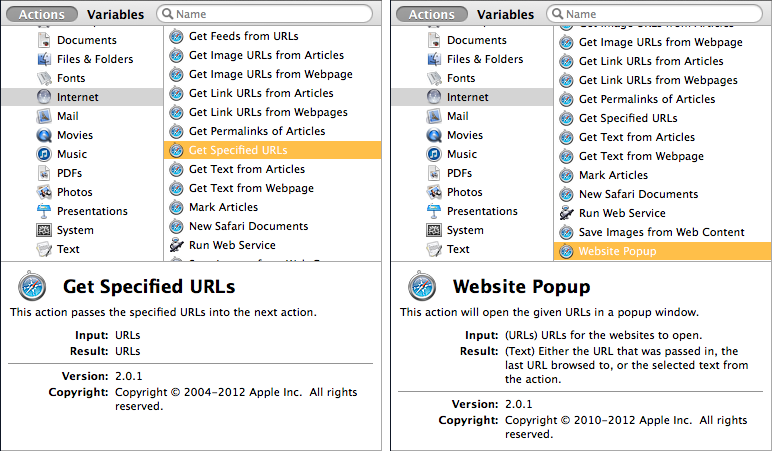 Actions Variables Name
Documents
Files & Folders
Fonts
Internet
Mail
Movies
Music
PDFs
Photos
Presentations
System
Text
Get Feeds from URLs
Get Image URLs from Articles
Get Image URLs from Webpage
Get Link URLs from Articles
Get Link URLs from Webpages
Get Permalinks of Articles
Get Specified URLs
Get Text from Articles
Get Text from Webpage
Mark Articles
New Safari Documents
Run Web Service
Get Specified URLs
This action passes the specified URLs into the next action.
Input: URLs
Result: URLs
Version: 2.0.1
Copyright: Copyright © 2004-2012 Apple Inc. All rights
reserved.
Actions Variables Name
Documents
Files & Folders
Fonts
Internet
Mail
Movies
Music
PDFs
Photos
Presentations
System
Text
Get Image URLs from Articles
Get Image URLs from Webpage
Get Link URLs from Articles
Get Link URLs from Webpages
Get Permalinks of Articles
Get Specified URLs
Get Text from Articles
Get Text from Webpage
Mark Articles
New Safari Documents
Run Web Service
Save Images from Web Content
Website Popup
Website Popup
This action will open the given URLs in a popup window.
Input: (URLs) URLs for the websites to open.
Result: (Text) Either the URL that was passed in, the
last URL browsed to, or the selected text from
the action.
Version: 2.0.1
Copyright: Copyright © 2010-2012 Apple Inc. All rights
reserved.